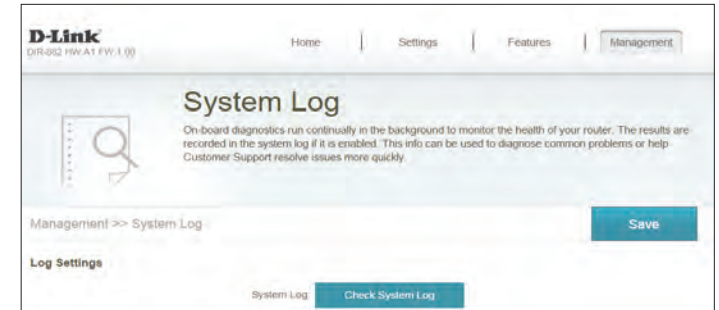 D-Link
DIR-882 HW:A1 FW:1.00
Home | Settings | Features | Management
System Log
On-board diagnostics run continually in the background to monitor the health of your router. The results are
recorded in the system log if it is enabled. This info can be used to diagnose common problems or help
Customer Support resolve issues more quickly.
Management >> System Log
Save
Log Settings
System Log: Check System Log